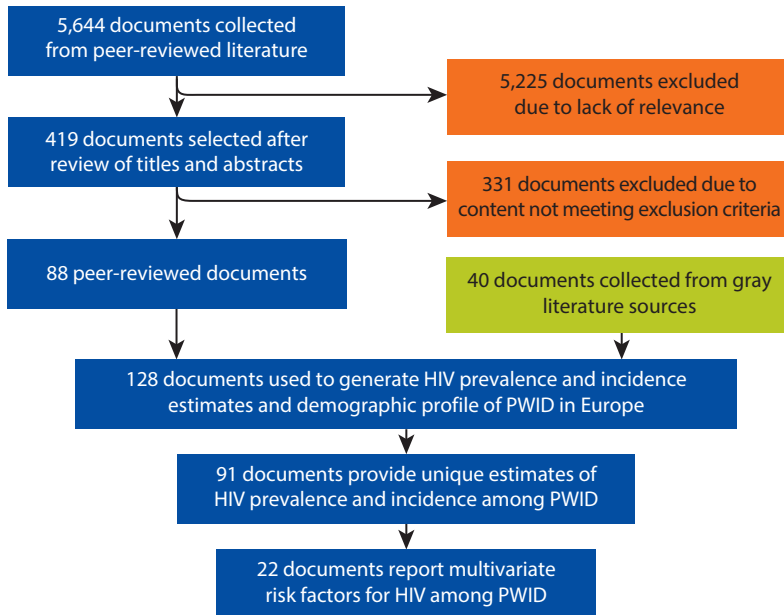 5,644 documents collected
from peer-reviewed literature
5,225 documents excluded
due to lack of relevance
419 documents selected after
review of titles and abstracts
331 documents excluded due to
content not meeting exclusion criteria
88 peer-reviewed documents
40 documents collected from gray
literature sources
128 documents used to generate HIV prevalence and incidence
estimates and demographic profile of PWID in Europe
91 documents provide unique estimates of
HIV prevalence and incidence among PWID
22 documents report multivariate
risk factors for HIV among PWID